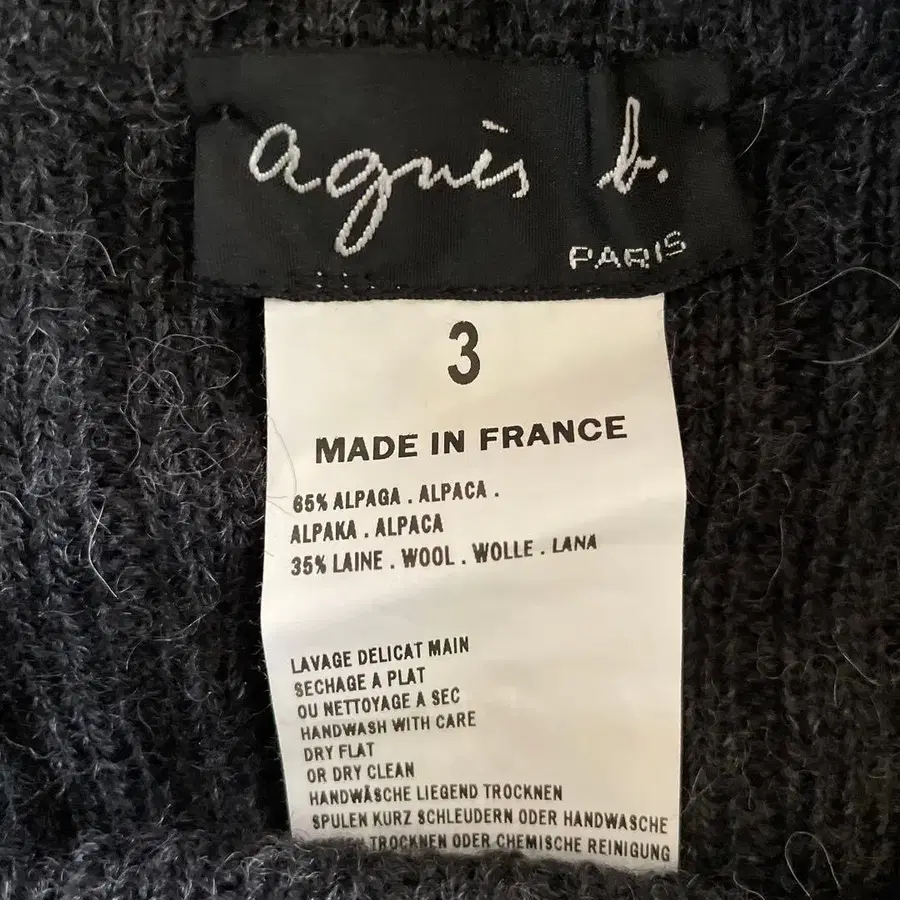 agnès b.
PARIS
3
MADE IN FRANCE
65% ALPAGA . ALPACA .
ALPAKA . ALPACA
35% LAINE . WOOL . WOLLE . LANA
LAVAGE DELICAT MAIN
SECHAGE A PLAT
OU NETTOYAGE A SEC
HANDWASH WITH CARE
DRY FLAT
OR DRY CLEAN
HANDWÄSCHE LIEGEND TROCKNEN
SPULEN KURZ SCHLEUDERN ODER HANDWASCHE
TROCKNEN ODER CHEMISCHE REINIGUNG